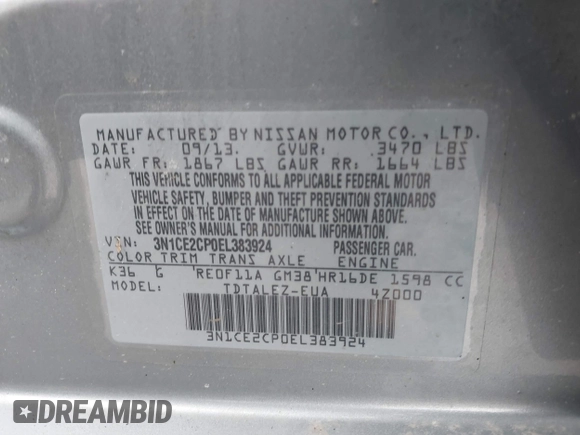 MANUFACTURED BY NISSAN MOTOR CO., LTD.
DATE: 09/13. GVWR: 3470 LBS
GAWR FR: 1867 LBS GAWR RR: 1664 LBS
THIS VEHICLE CONFORMS TO ALL APPLICABLE FEDERAL MOTOR
VEHICLE SAFETY, BUMPER AND THEFT PREVENTION STANDARDS
IN EFFECT ON THE DATE OF MANUFACTURE SHOWN ABOVE.
SEE OWNER'S MANUAL FOR ADDITIONAL INFORMATION.
VIN: 3N1CE2CP0EL383924 PASSENGER CAR.
COLOR TRIM TRANS AXLE ENGINE
K36 G RE0F11A GM38 HR16DE 1598 CC
MODEL: TDTALEZ-EUA 4Z000
3N1CE2CP0EL383924
DREAMBID